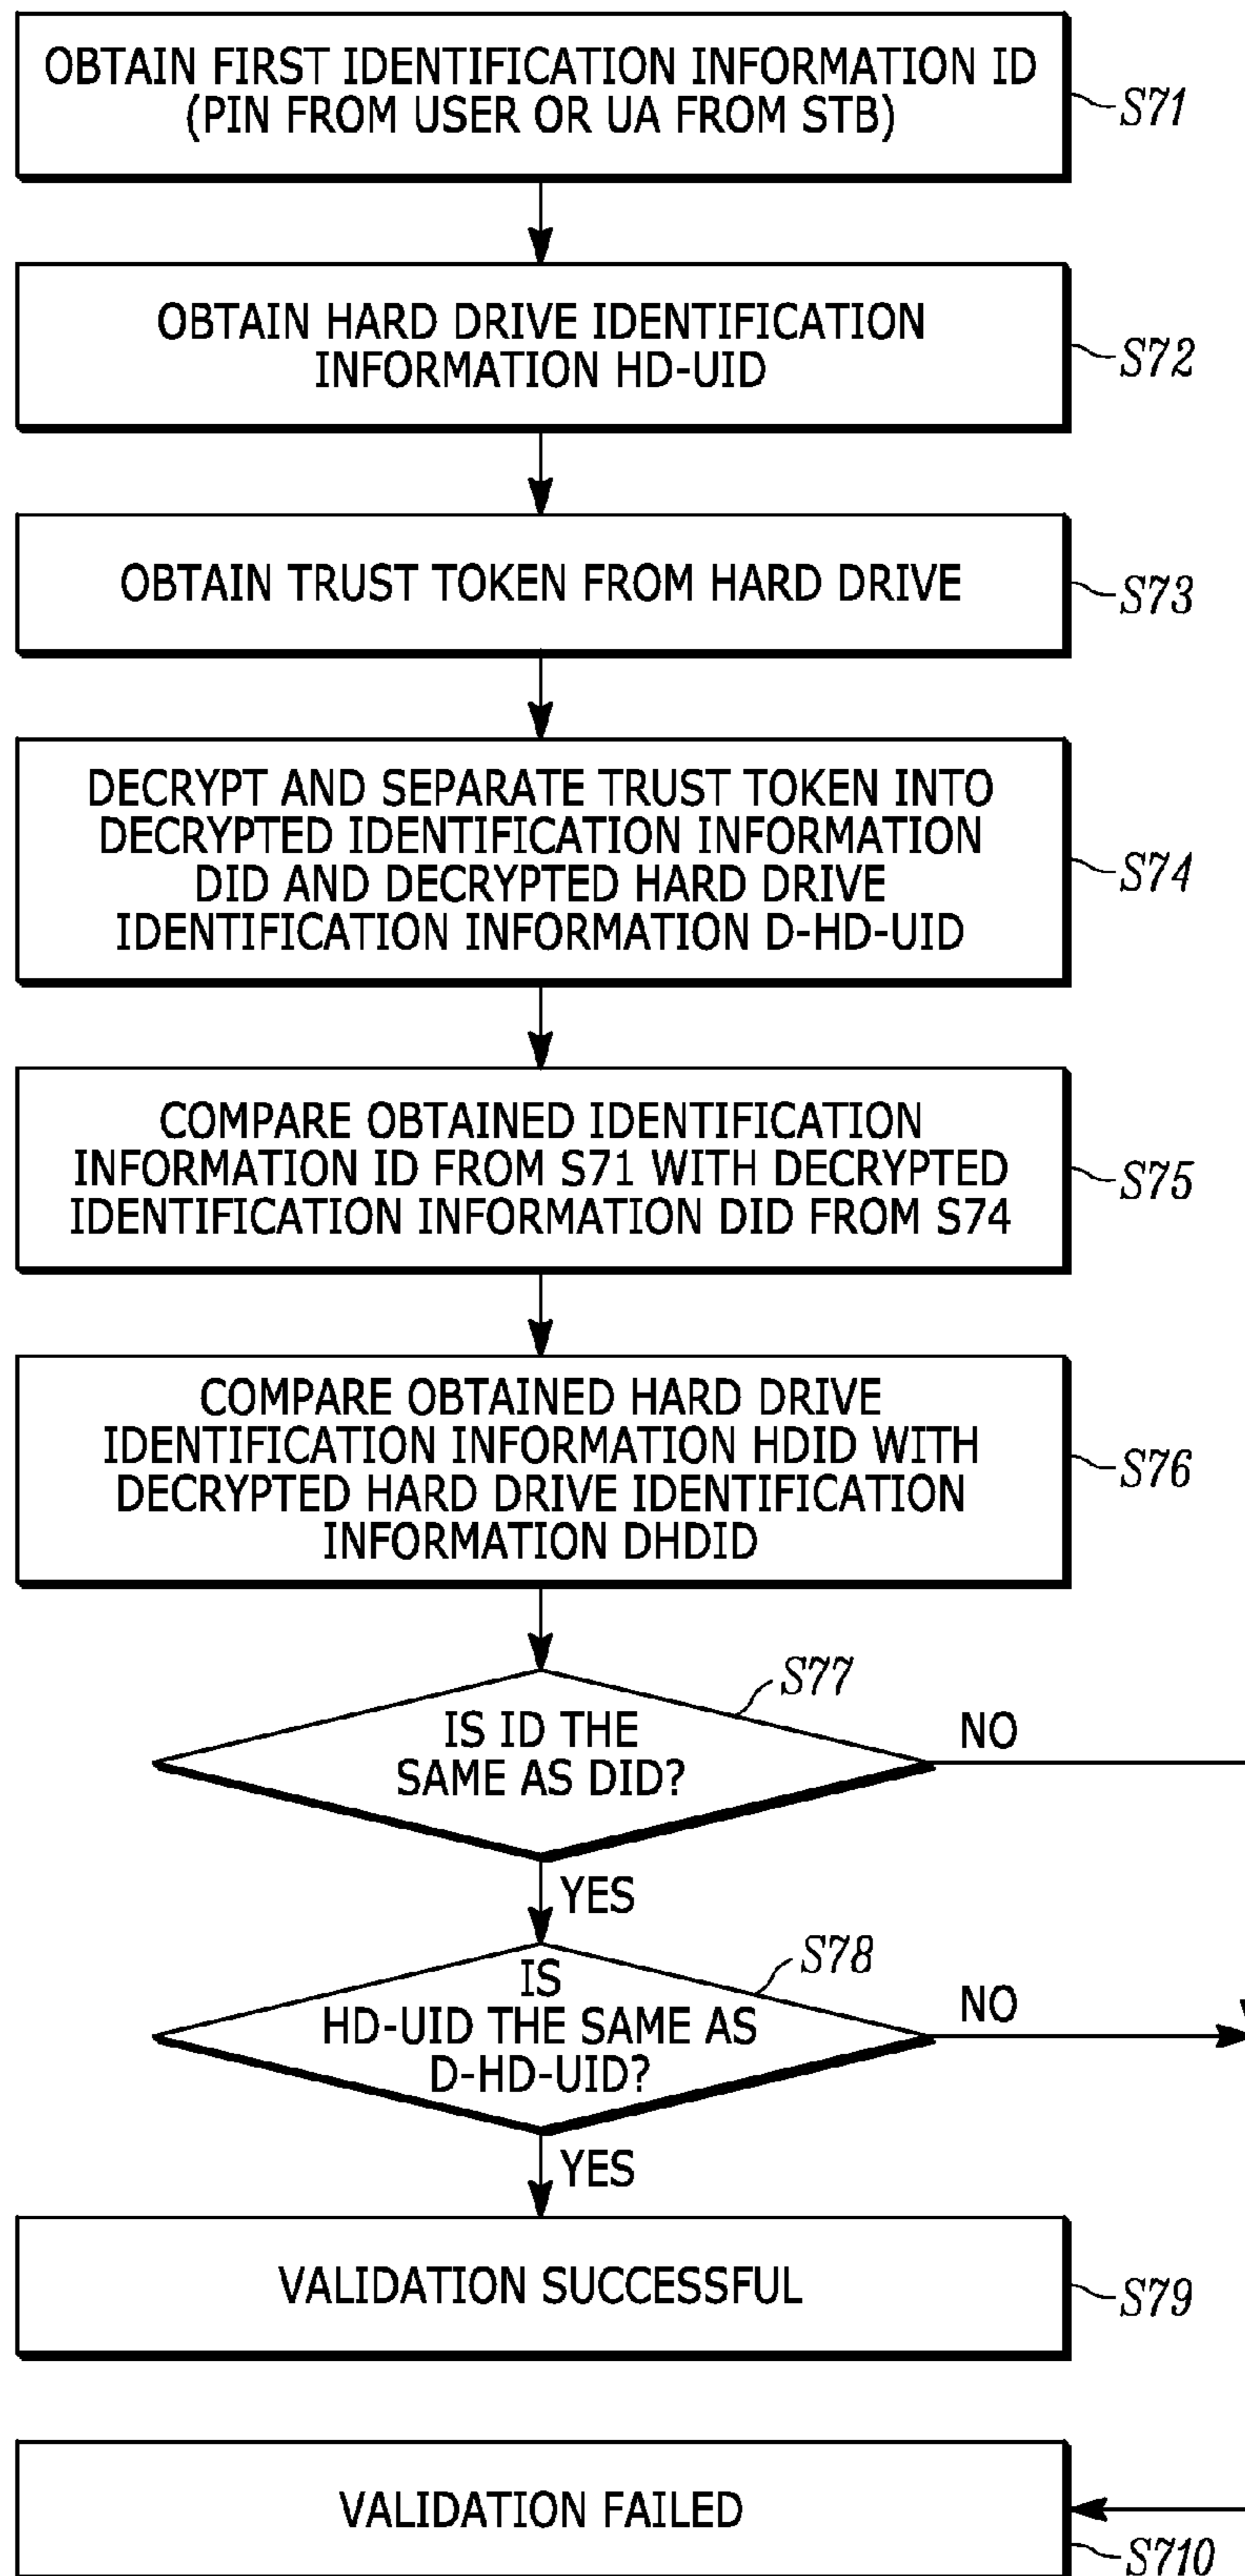 OBTAIN FIRST IDENTIFICATION INFORMATION ID
(PIN FROM USER OR UA FROM STB)
S71
OBTAIN HARD DRIVE IDENTIFICATION
INFORMATION HD-UID
S72
OBTAIN TRUST TOKEN FROM HARD DRIVE
S73
DECRYPT AND SEPARATE TRUST TOKEN INTO
DECRYPTED IDENTIFICATION INFORMATION
DID AND DECRYPTED HARD DRIVE
IDENTIFICATION INFORMATION D-HD-UID
S74
COMPARE OBTAINED IDENTIFICATION
INFORMATION ID FROM S71 WITH DECRYPTED
IDENTIFICATION INFORMATION DID FROM S74
S75
COMPARE OBTAINED HARD DRIVE
IDENTIFICATION INFORMATION HDID WITH
DECRYPTED HARD DRIVE IDENTIFICATION
INFORMATION DHDID
S76
S77
IS ID THE
SAME AS DID?
NO
YES
S78
IS
HD-UID THE SAME AS
D-HD-UID?
NO
YES
VALIDATION SUCCESSFUL
S79
VALIDATION FAILED
S710